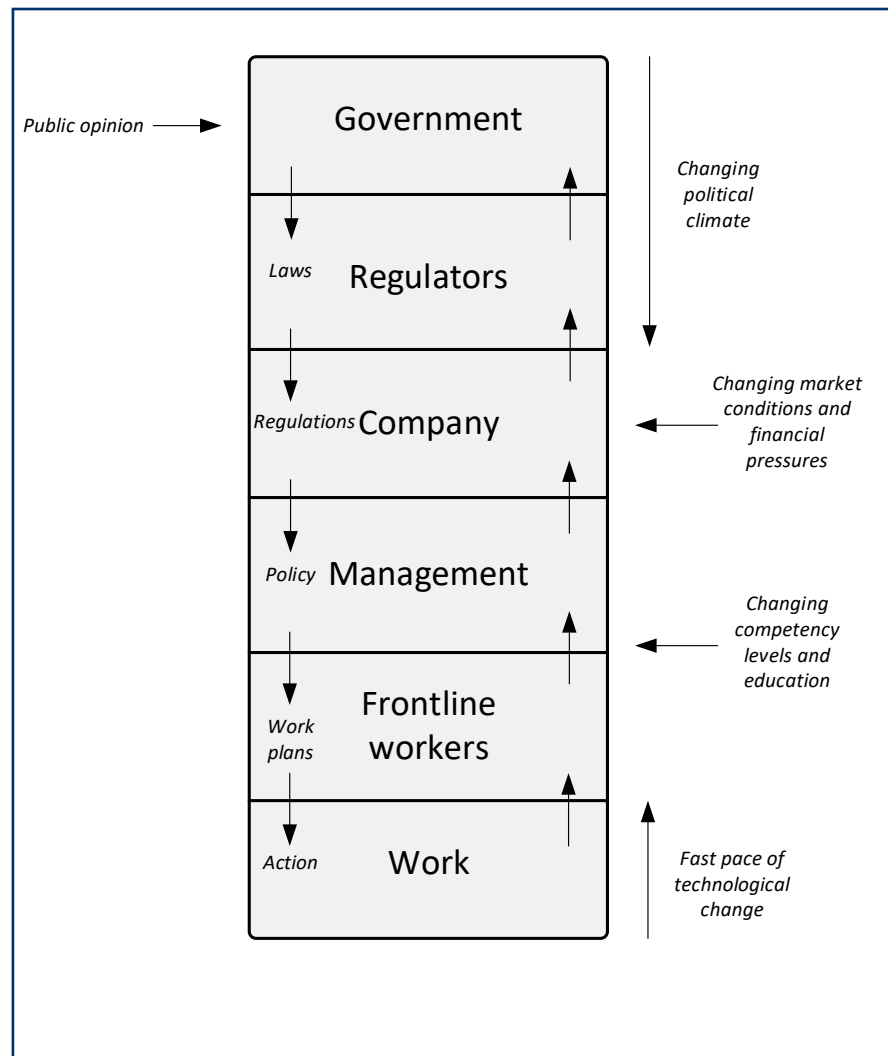 Government
Public opinion
Changing
political
climate
Laws
Regulators
Changing market
conditions and
financial
pressures
Regulations
Company
Policy
Management
Changing
competency
levels and
education
Frontline
workers
Work
plans
Action
Work
Fast pace of
technological
change